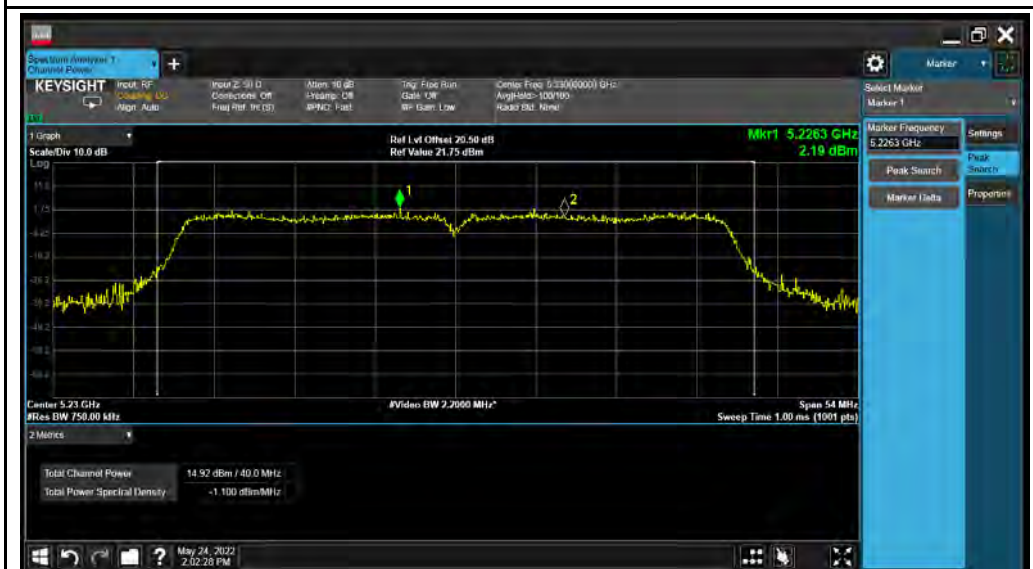 Spectrum Analyzer 1
Channel Power
+
KEYSIGHT
Input: RF
Coupling: DC
Align: Auto
Input Z: 50 Ω
Corrections: Off
Freq Ref: Int (S)
Atten: 10 dB
Preamp: Off
#PNO: Fast
Trig: Free Run
Gate: Off
#IF Gain: Low
Center Freq: 5.230000000 GHz
Avg|Hold:>100/100
Radio Std: None
Marker
Select Marker
Marker 1
Marker Frequency
5.2263 GHz
Peak Search
Marker Delta
Settings
Peak
Search
Properties
1 Graph
Scale/Div 10.0 dB
Log
Ref Lvl Offset 20.50 dB
Ref Value 21.75 dBm
Mkr1 5.2263 GHz
2.19 dBm
1
2
11.8
1.75
Center 5.23 GHz
#Res BW 750.00 kHz
#Video BW 2.2000 MHz*
Span 54 MHz
Sweep Time 1.00 ms (1001 pts)
2 Metrics
Total Channel Power 14.92 dBm / 40.0 MHz
Total Power Spectral Density -1.100 dBm/MHz
?
May 24, 2022
2:02:28 PM